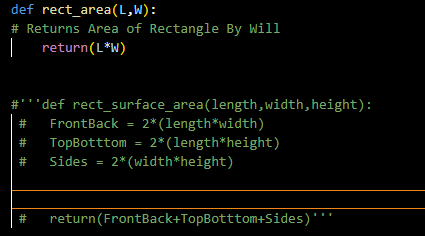 def rect_area(L,W):
# Returns Area of Rectangle By Will
    return(L*W)
#'''def rect_surface_area(length,width,height):
#   FrontBack = 2*(length*width)
#   TopBotttom = 2*(length*height)
#   Sides = 2*(width*height)
#   return(FrontBack+TopBotttom+Sides)'''